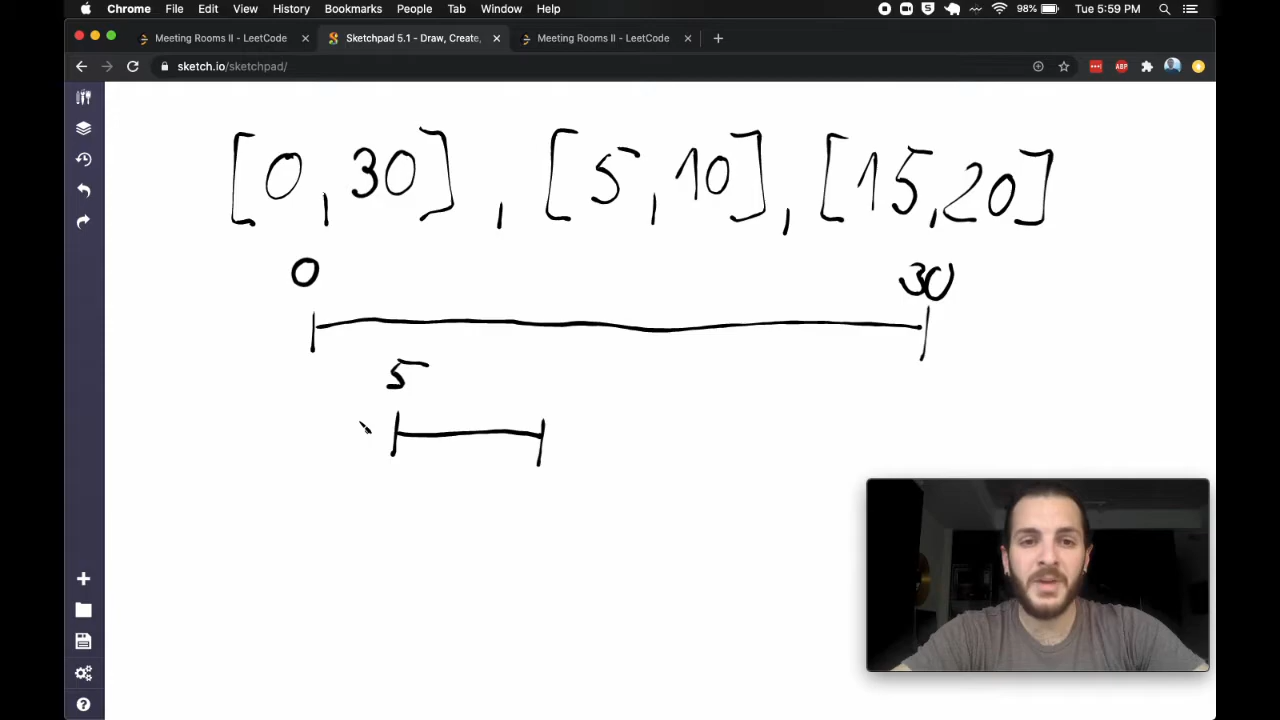 Chrome File Edit View History Bookmarks People Tab Window Help 98% Tue 5:59 PM
Meeting Rooms II - LeetCode Sketchpad 5.1 - Draw, Create, Meeting Rooms II - LeetCode
sketch.io/sketchpad/ ABP
[0,30] , [5,10] , [15,20]
0 30
5